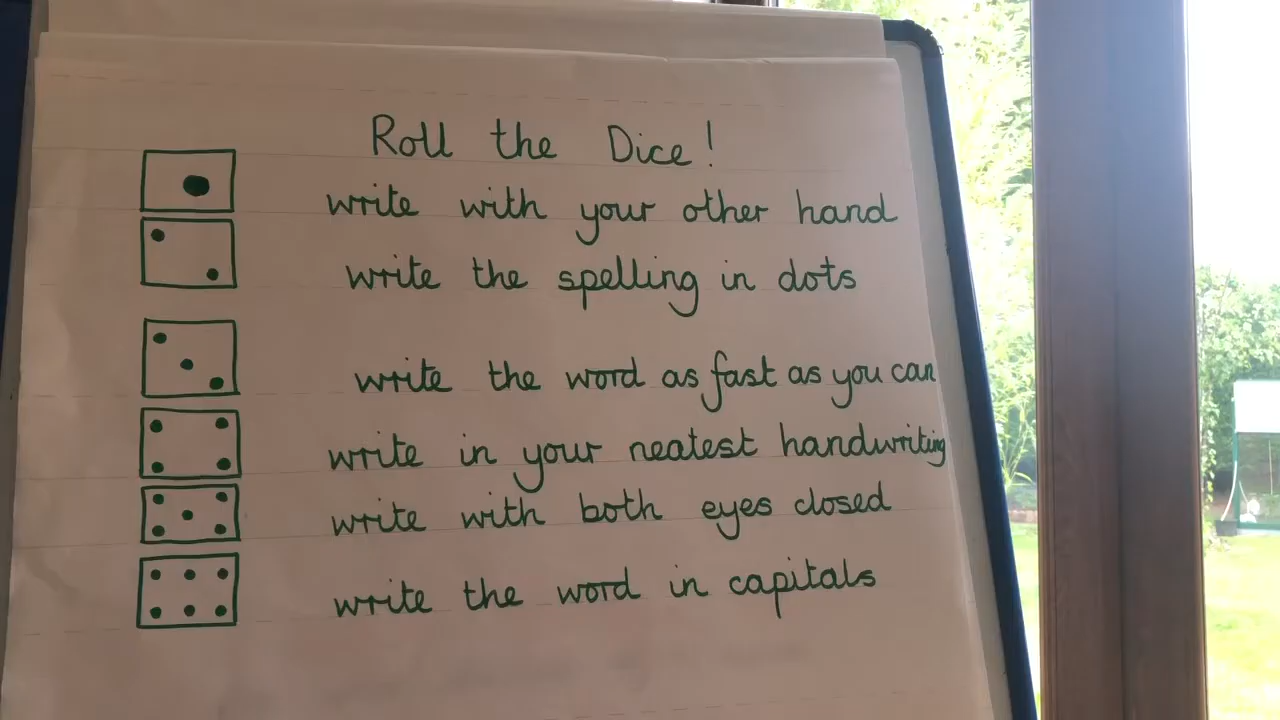 Roll the Dice!
write with your other hand
write the spelling in dots
write the word as fast as you can
write in your neatest handwriting
write with both eyes closed
write the word in capitals